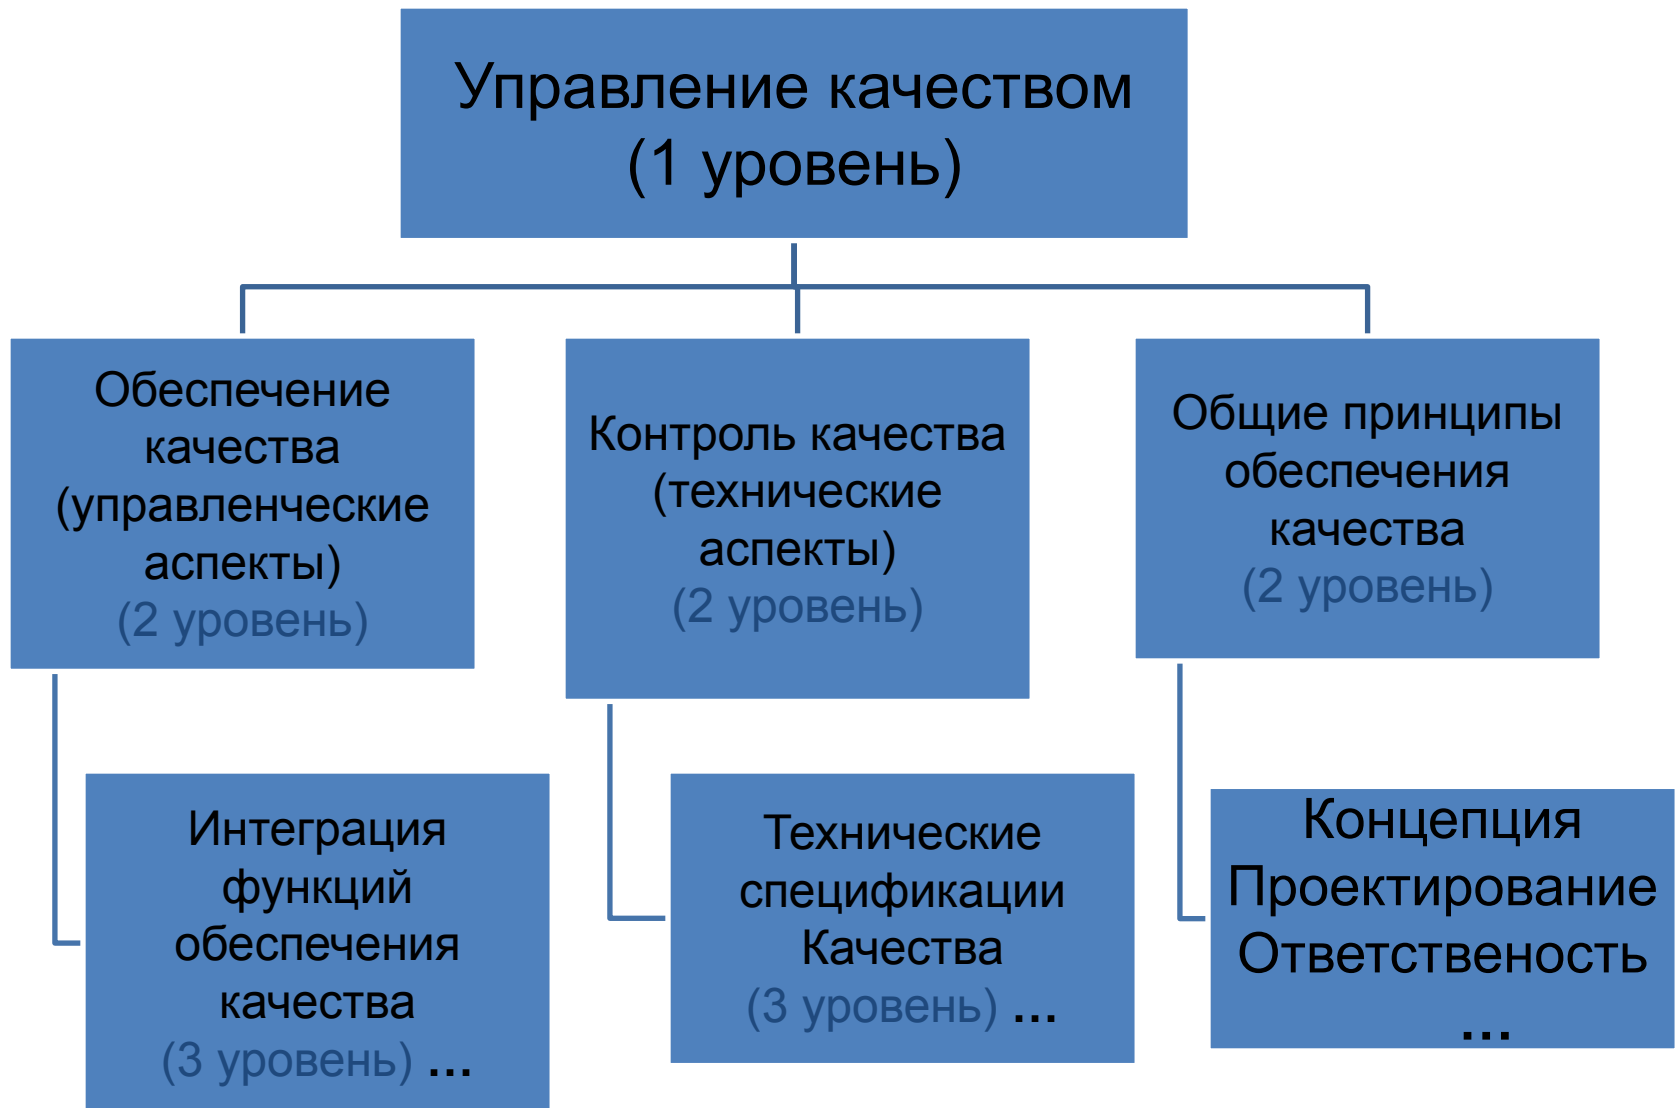 Управление качеством
(1 уровень)
Обеспечение
качества
(управленческие
аспекты)
(2 уровень)
Контроль качества
(технические
аспекты)
(2 уровень)
Общие принципы
обеспечения
качества
(2 уровень)
Интеграция
функций
обеспечения
качества
(3 уровень) ...
Технические
спецификации
Качества
(3 уровень) ...
Концепция
Проектирование
Ответственость
...